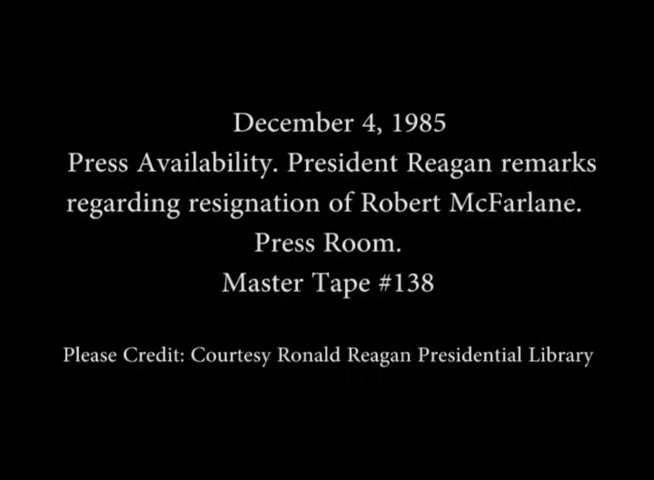 December 4, 1985
Press Availability. President Reagan remarks
regarding resignation of Robert McFarlane.
Press Room.
Master Tape #138
Please Credit: Courtesy Ronald Reagan Presidential Library